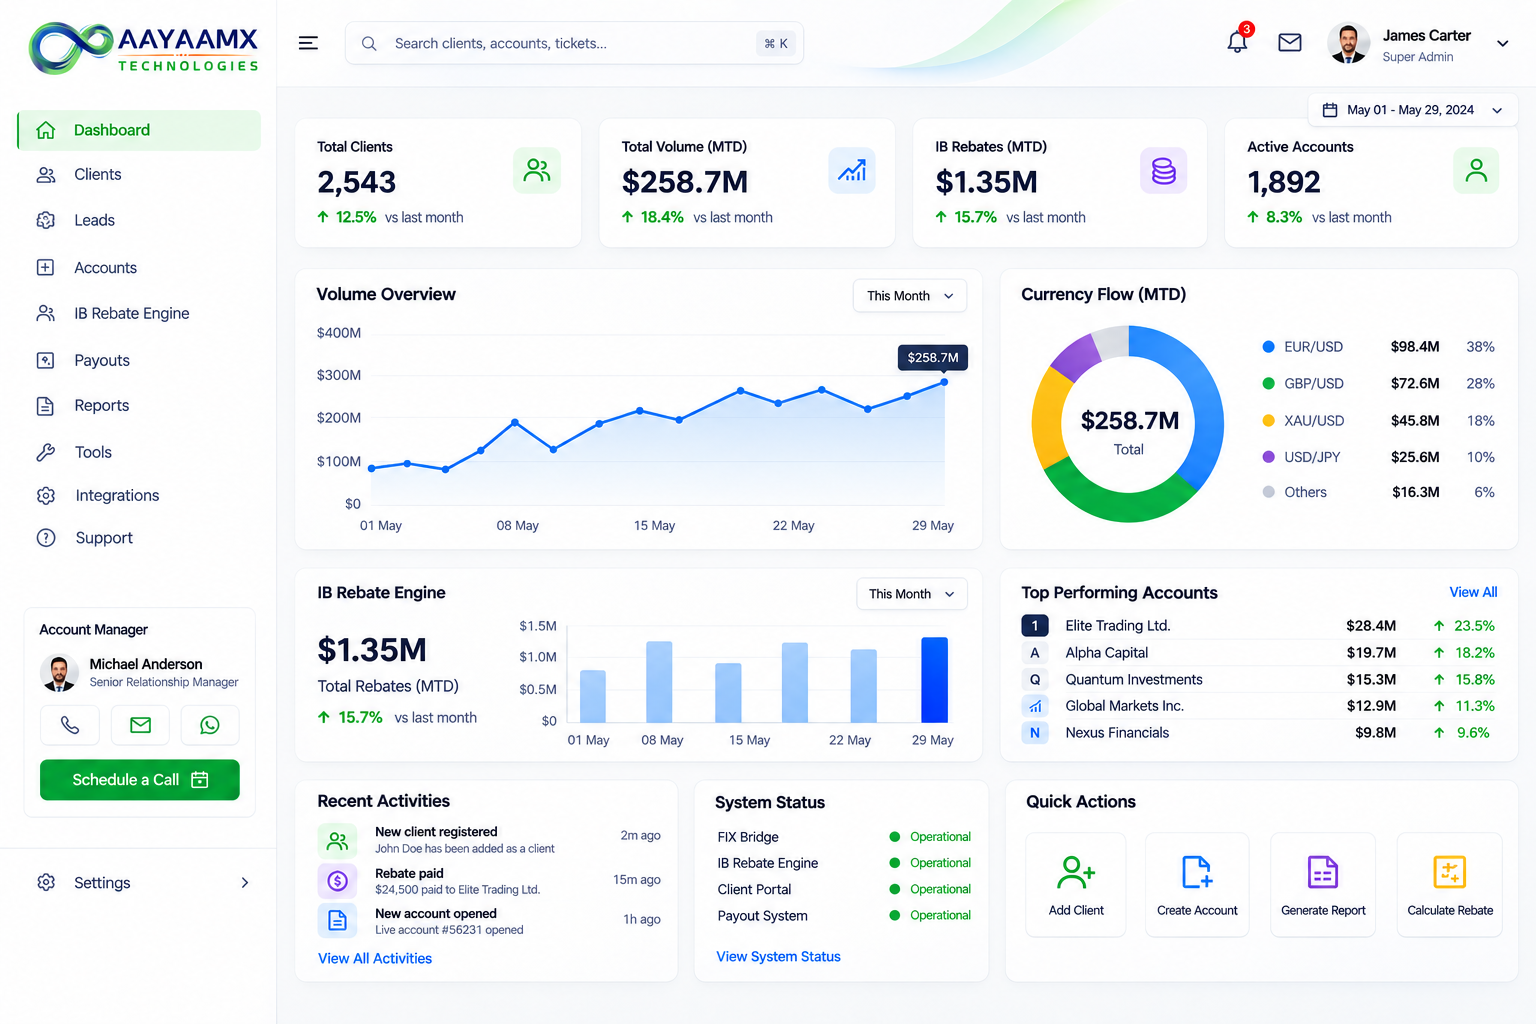 AAYAAMX
TECHNOLOGIES
Search clients, accounts, tickets...
⌘ K
3
James Carter
Super Admin
May 01 - May 29, 2024
Dashboard
Clients
Leads
Accounts
IB Rebate Engine
Payouts
Reports
Tools
Integrations
Support
Account Manager
Michael Anderson
Senior Relationship Manager
Schedule a Call
Settings
Total Clients
2,543
↑ 12.5% vs last month
Total Volume (MTD)
$258.7M
↑ 18.4% vs last month
IB Rebates (MTD)
$1.35M
↑ 15.7% vs last month
Active Accounts
1,892
↑ 8.3% vs last month
Volume Overview
This Month
$400M
$300M
$200M
$100M
$0
$258.7M
01 May 08 May 15 May 22 May 29 May
Currency Flow (MTD)
$258.7M
Total
EUR/USD $98.4M 38%
GBP/USD $72.6M 28%
XAU/USD $45.8M 18%
USD/JPY $25.6M 10%
Others $16.3M 6%
IB Rebate Engine
This Month
$1.35M
Total Rebates (MTD)
↑ 15.7% vs last month
$1.5M
$1.0M
$0.5M
$0
01 May 08 May 15 May 22 May 29 May
Top Performing Accounts
View All
1 Elite Trading Ltd. $28.4M ↑ 23.5%
A Alpha Capital $19.7M ↑ 18.2%
Q Quantum Investments $15.3M ↑ 15.8%
Global Markets Inc. $12.9M ↑ 11.3%
N Nexus Financials $9.8M ↑ 9.6%
Recent Activities
New client registered 2m ago
John Doe has been added as a client
Rebate paid 15m ago
$24,500 paid to Elite Trading Ltd.
New account opened 1h ago
Live account #56231 opened
View All Activities
System Status
FIX Bridge Operational
IB Rebate Engine Operational
Client Portal Operational
Payout System Operational
View System Status
Quick Actions
Add Client
Create Account
Generate Report
Calculate Rebate